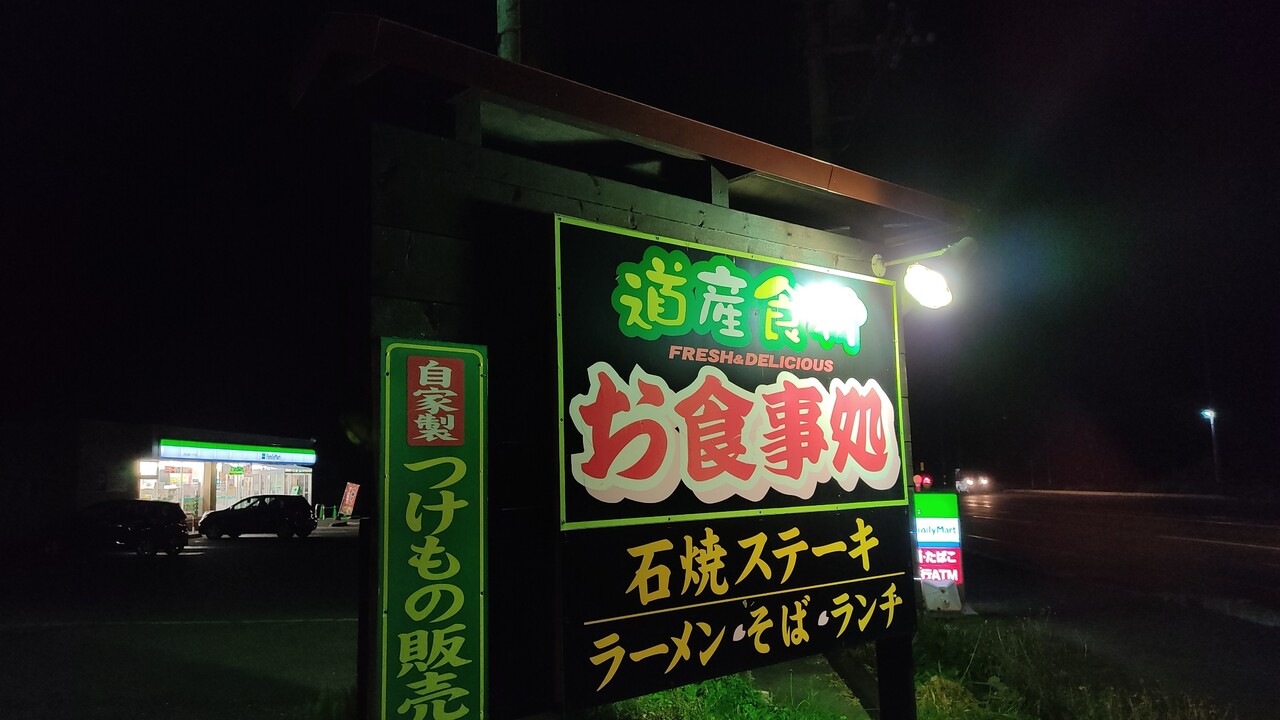 道産食材
FRESH&DELICIOUS
お食事処
石焼ステーキ
ラーメン・そば・ランチ
自家製
つけもの販売
FamilyMart
FamilyMart
・たばこ
ATM